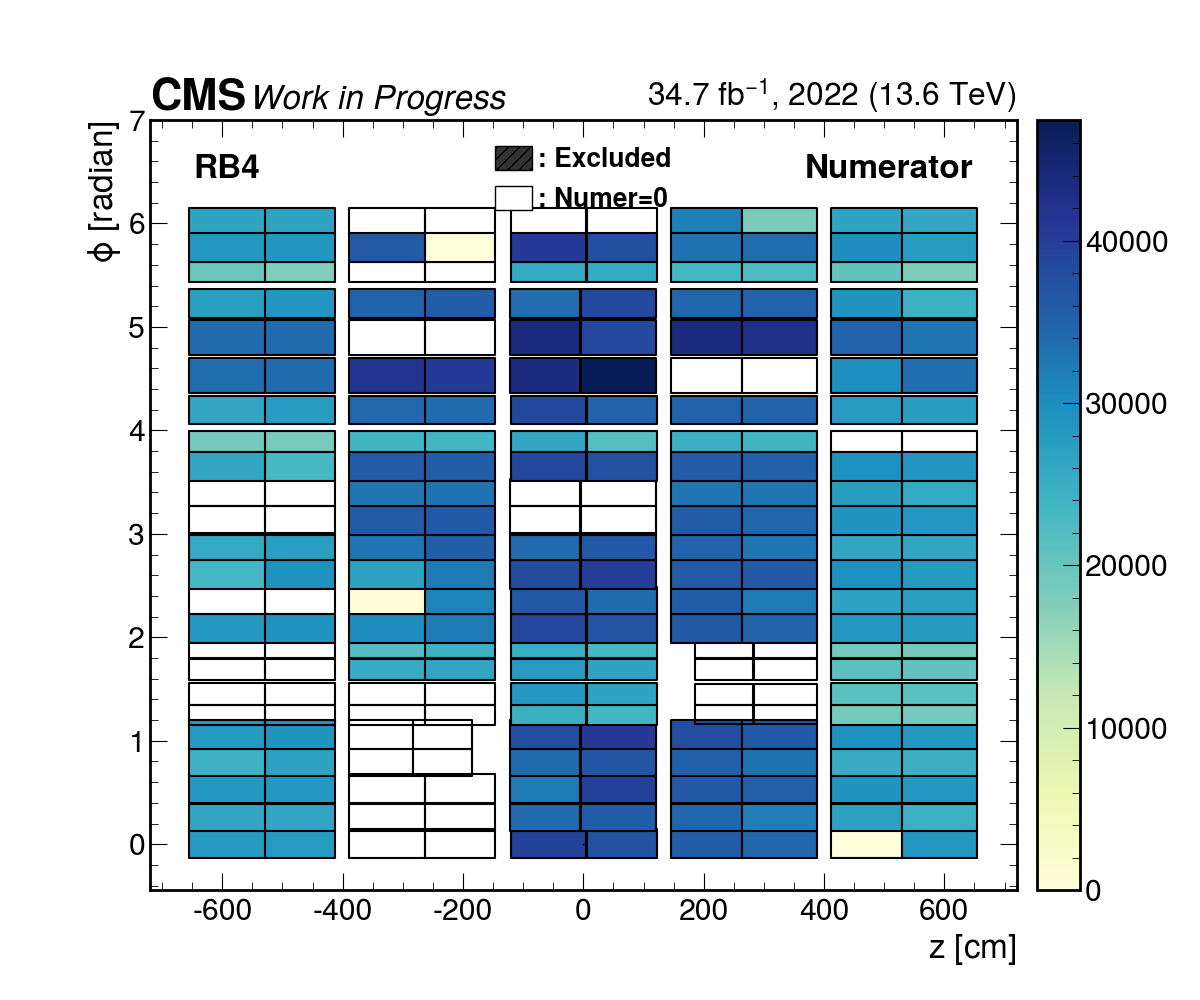 CMS Work in Progress 34.7 fb⁻¹, 2022 (13.6 TeV)
RB4 : Excluded Numerator
: Numer=0
ϕ [radian]
7
6
5
4
3
2
1
0
-600 -400 -200 0 200 400 600
z [cm]
40000
30000
20000
10000
0